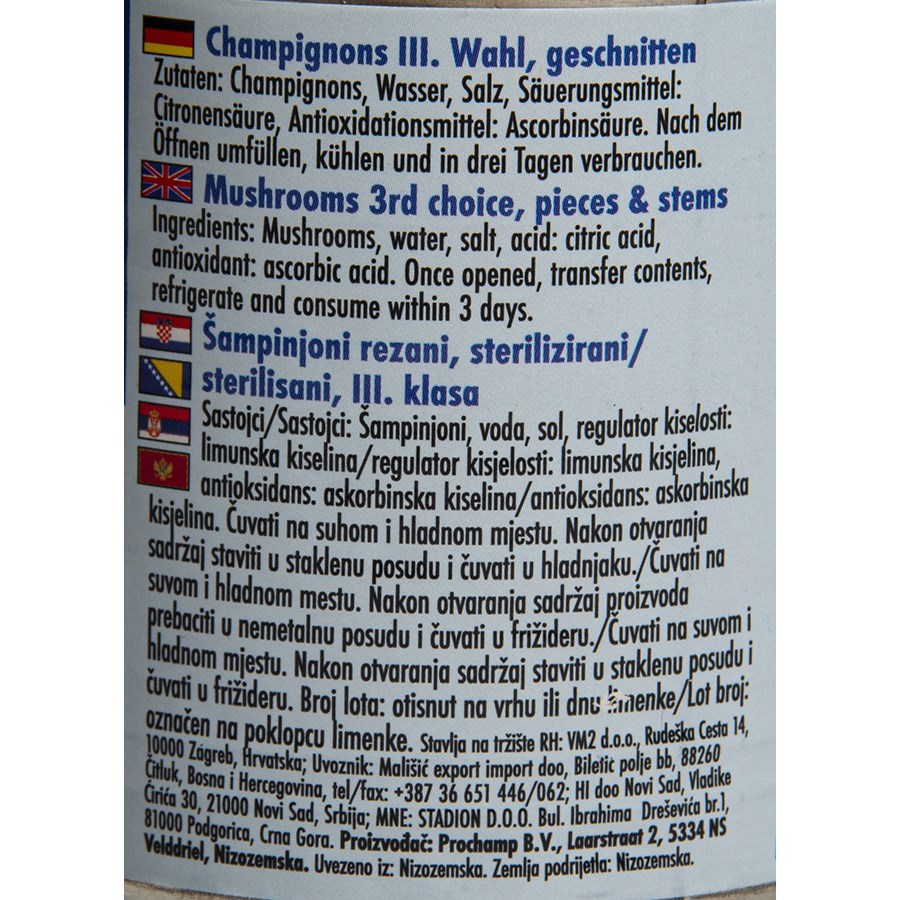 Champignons III. Wahl, geschnitten
Zutaten: Champignons, Wasser, Salz, Säuerungsmittel:
Citronensäure, Antioxidationsmittel: Ascorbinsäure. Nach dem
Öffnen umfüllen, kühlen und in drei Tagen verbrauchen.
Mushrooms 3rd choice, pieces & stems
Ingredients: Mushrooms, water, salt, acid: citric acid,
antioxidant: ascorbic acid. Once opened, transfer contents,
refrigerate and consume within 3 days.
Šampinjoni rezani, sterilizirani/
sterilisani, III. klasa
Sastojci/Sastojci: Šampinjoni, voda, sol, regulator kiselosti:
limunska kiselina/regulator kisjelosti: limunska kisjelina,
antioksidans: askorbinska kiselina/antioksidans: askorbinska
kisjelina. Čuvati na suhom i hladnom mjestu. Nakon otvaranja
sadržaj staviti u staklenu posudu i čuvati u hladnjaku./Čuvati na
suvom i hladnom mestu. Nakon otvaranja sadržaj proizvoda
prebaciti u nemetalnu posudu i čuvati u frižideru./Čuvati na suvom i
hladnom mjestu. Nakon otvaranja sadržaj staviti u staklenu posudu i
čuvati u frižideru. Broj lota: otisnut na vrhu ili dnu limenke/Lot broj:
označen na poklopcu limenke. Stavlja na tržište RH: VM2 d.o.o., Rudeška Cesta 14,
10000 Zagreb, Hrvatska; Uvoznik: Mališić export import doo, Biletić polje bb, 88260
Čitluk, Bosna i Hercegovina, tel/fax: +387 36 651 446/062; HI doo Novi Sad, Vladike
Ćirića 30, 21000 Novi Sad, Srbija; MNE: STADION D.O.O. Bul. Ibrahima Dreševića br.1,
81000 Podgorica, Crna Gora. Proizvođač: Prochamp B.V., Laarstraat 2, 5334 NS
Velddriel, Nizozemska. Uvezeno iz: Nizozemska. Zemlja podrijetla: Nizozemska.